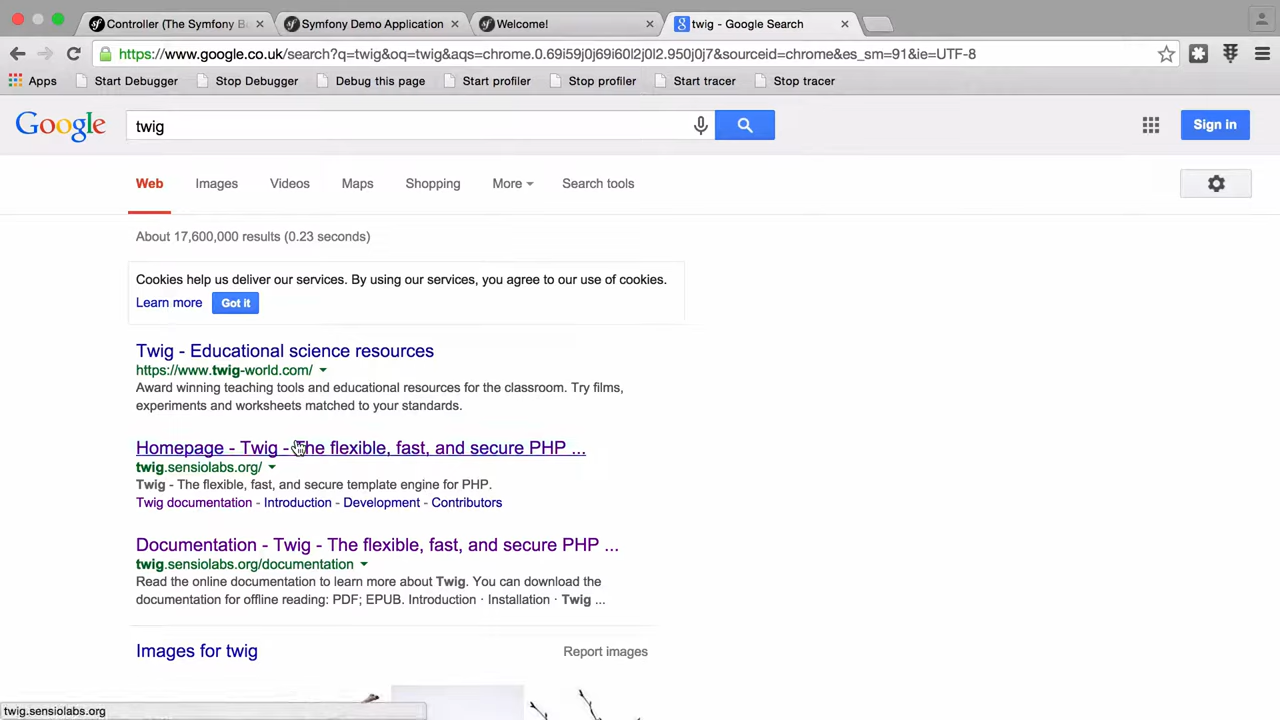 Controller (The Symfony B
Symfony Demo Application
Welcome!
twig - Google Search
https://www.google.co.uk/search?q=twig&oq=twig&aqs=chrome.0.69i59j0j69i60l2j0l2.950j0j7&sourceid=chrome&es_sm=91&ie=UTF-8
Apps
Start Debugger
Stop Debugger
Debug this page
Start profiler
Stop profiler
Start tracer
Stop tracer
Google
twig
Sign in
Web
Images
Videos
Maps
Shopping
More
Search tools
About 17,600,000 results (0.23 seconds)
Cookies help us deliver our services. By using our services, you agree to our use of cookies.
Learn more
Got it
Twig - Educational science resources
https://www.twig-world.com/
Award winning teaching tools and educational resources for the classroom. Try films,
experiments and worksheets matched to your standards.
Homepage - Twig - The flexible, fast, and secure PHP ...
twig.sensiolabs.org/
Twig - The flexible, fast, and secure template engine for PHP.
Twig documentation - Introduction - Development - Contributors
Documentation - Twig - The flexible, fast, and secure PHP ...
twig.sensiolabs.org/documentation
Read the online documentation to learn more about Twig. You can download the
documentation for offline reading: PDF; EPUB. Introduction · Installation · Twig ...
Images for twig
Report images
twig.sensiolabs.org